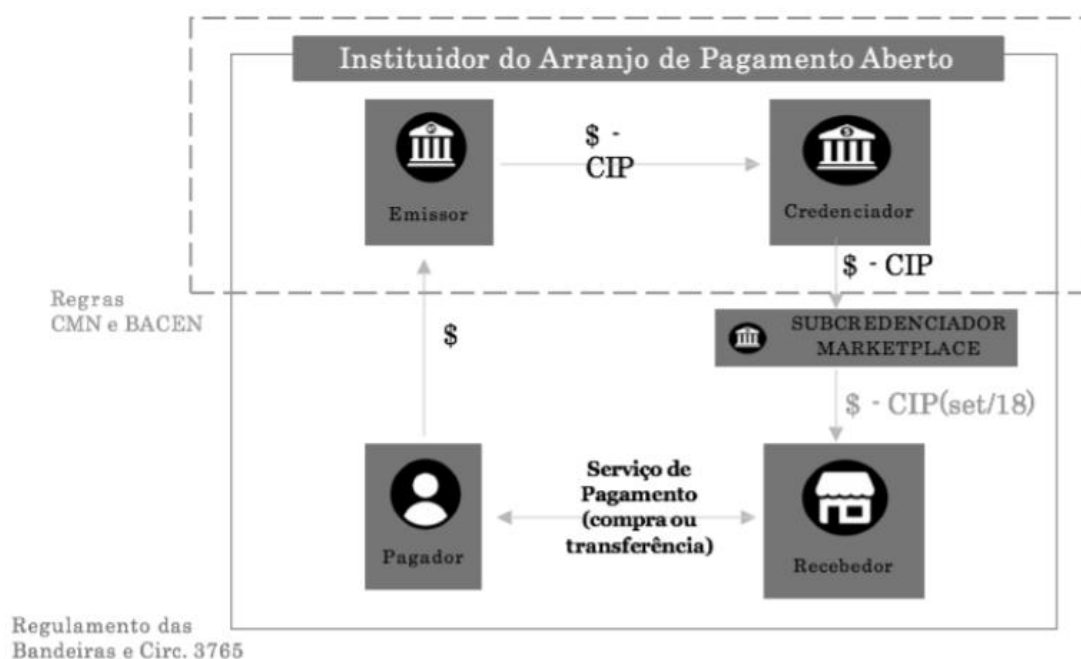 Instituidor do Arranjo de Pagamento Aberto
$ -
CIP
Emissor
Credenciador
$ - CIP
Regras
CMN e BACEN
$
SUBCREDENCIADOR
MARKETPLACE
$ - CIP(set/18)
Serviço de
Pagamento
(compra ou
transferência)
Pagador
Recebedor
Regulamento das
Bandeiras e Circ. 3765